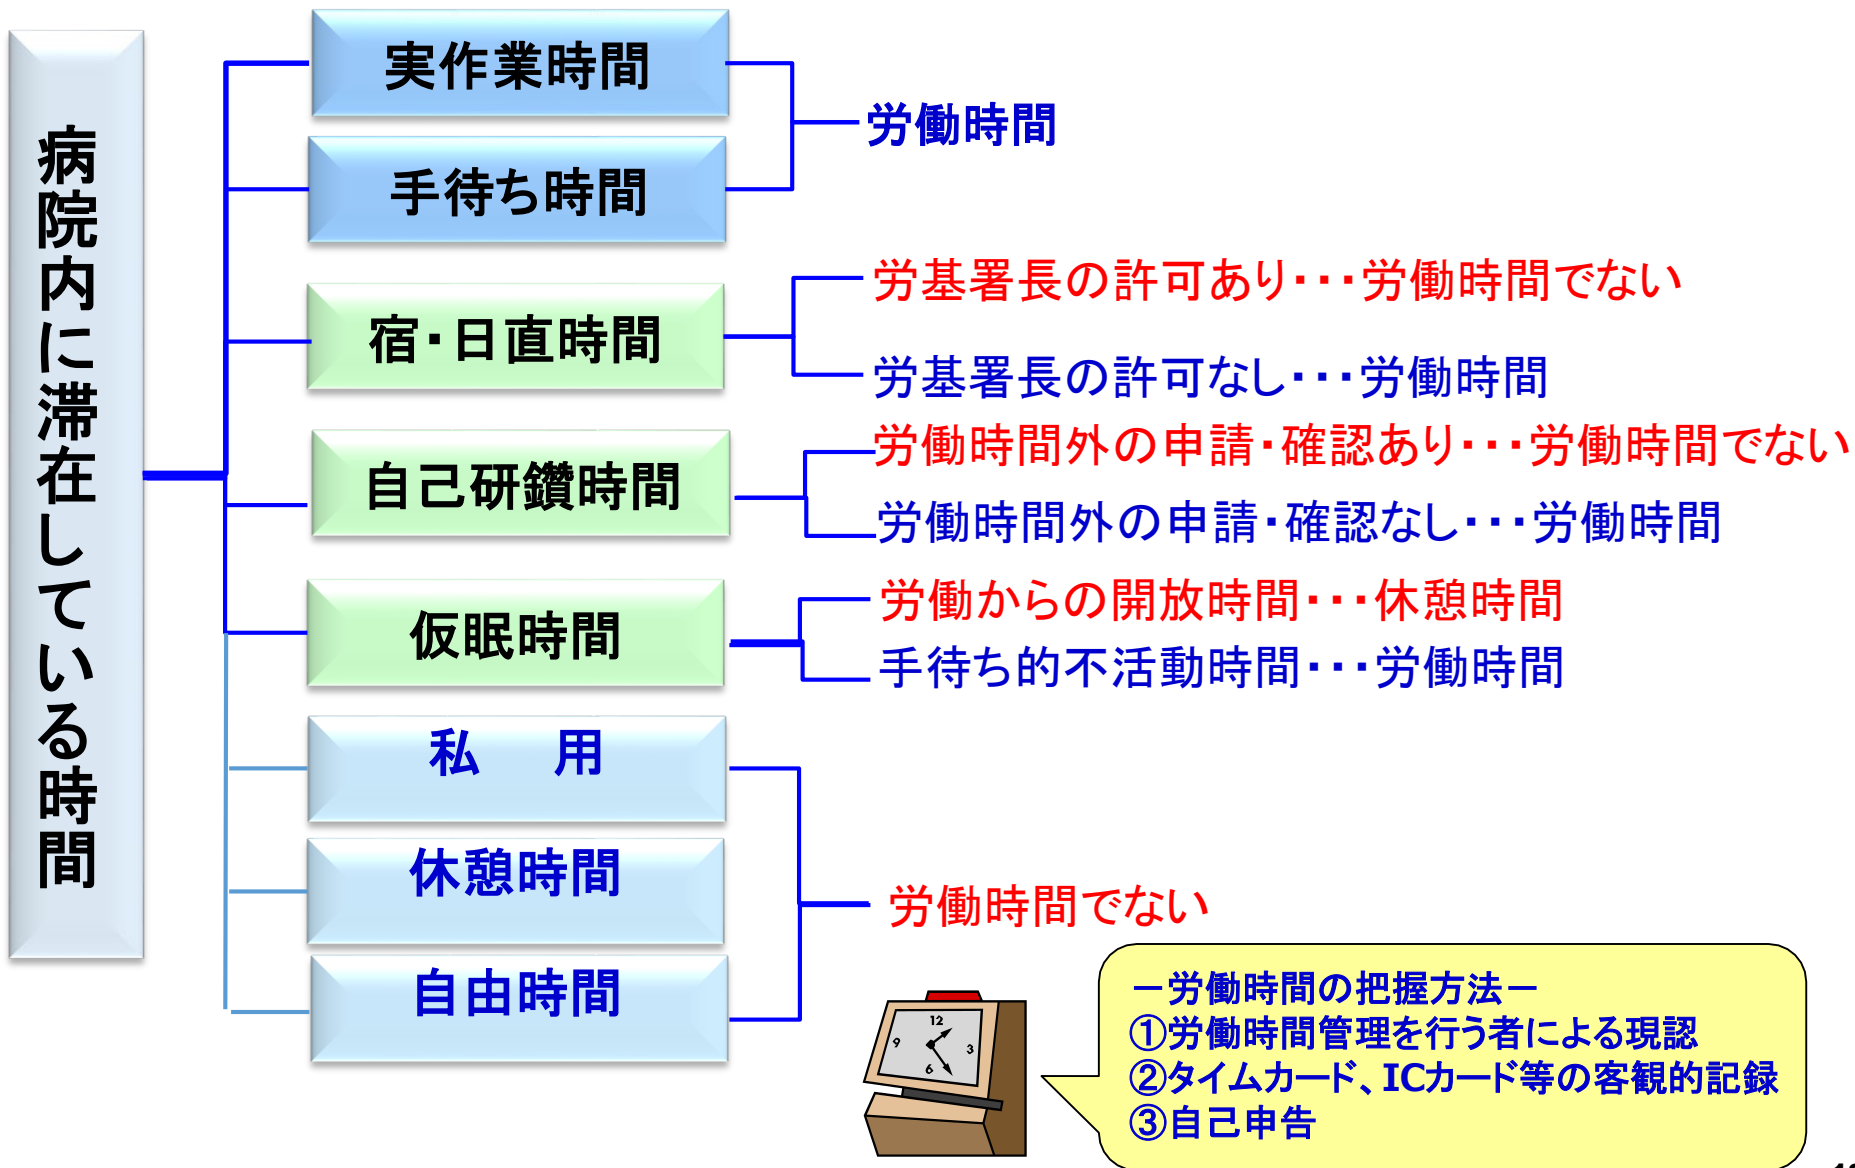 病院内に滞在している時間
実作業時間
手待ち時間
労働時間
宿・日直時間
労基署長の許可あり・・・労働時間でない
労基署長の許可なし・・・労働時間
自己研鑽時間
労働時間外の申請・確認あり・・・労働時間でない
労働時間外の申請・確認なし・・・労働時間
仮眠時間
労働からの開放時間・・・休憩時間
手待ち的不活動時間・・・労働時間
私 用
休憩時間
自由時間
労働時間でない
12
9
3
6
－労働時間の把握方法－
①労働時間管理を行う者による現認
②タイムカード、ICカード等の客観的記録
③自己申告